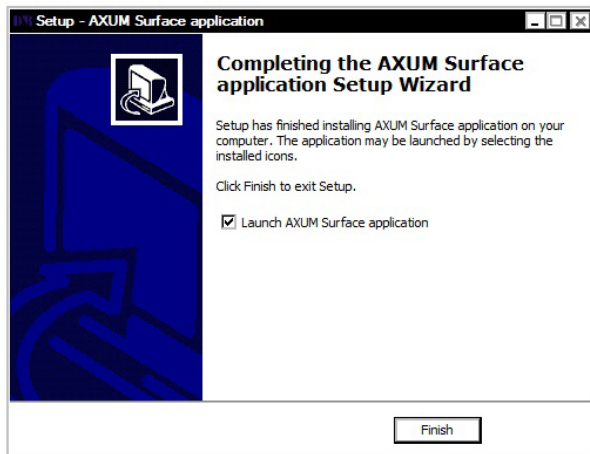 Setup - AXUM Surface application
Completing the AXUM Surface
application Setup Wizard
Setup has finished installing AXUM Surface application on your
computer. The application may be launched by selecting the
installed icons.
Click Finish to exit Setup.
Launch AXUM Surface application
Finish